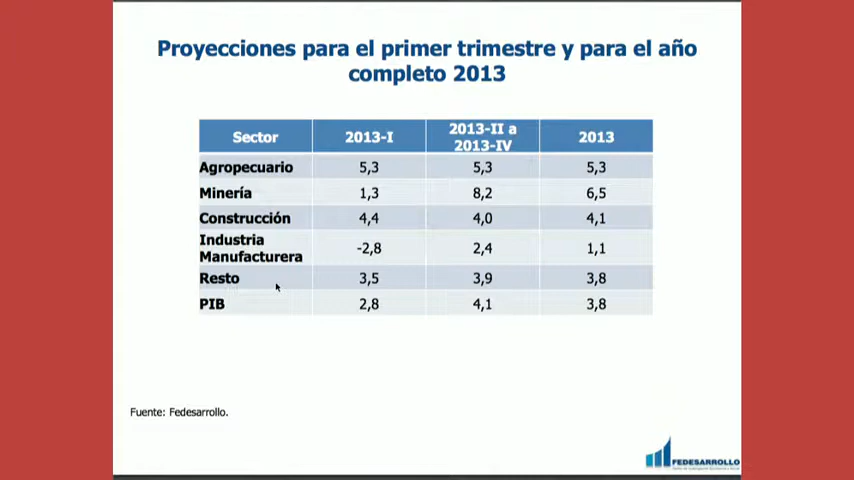 Proyecciones para el primer trimestre y para el año
completo 2013
Sector 2013-I 2013-II a 2013-IV 2013
Agropecuario 5,3 5,3 5,3
Minería 1,3 8,2 6,5
Construcción 4,4 4,0 4,1
Industria Manufacturera -2,8 2,4 1,1
Resto 3,5 3,9 3,8
PIB 2,8 4,1 3,8
Fuente: Fedesarrollo.
FEDESARROLLO